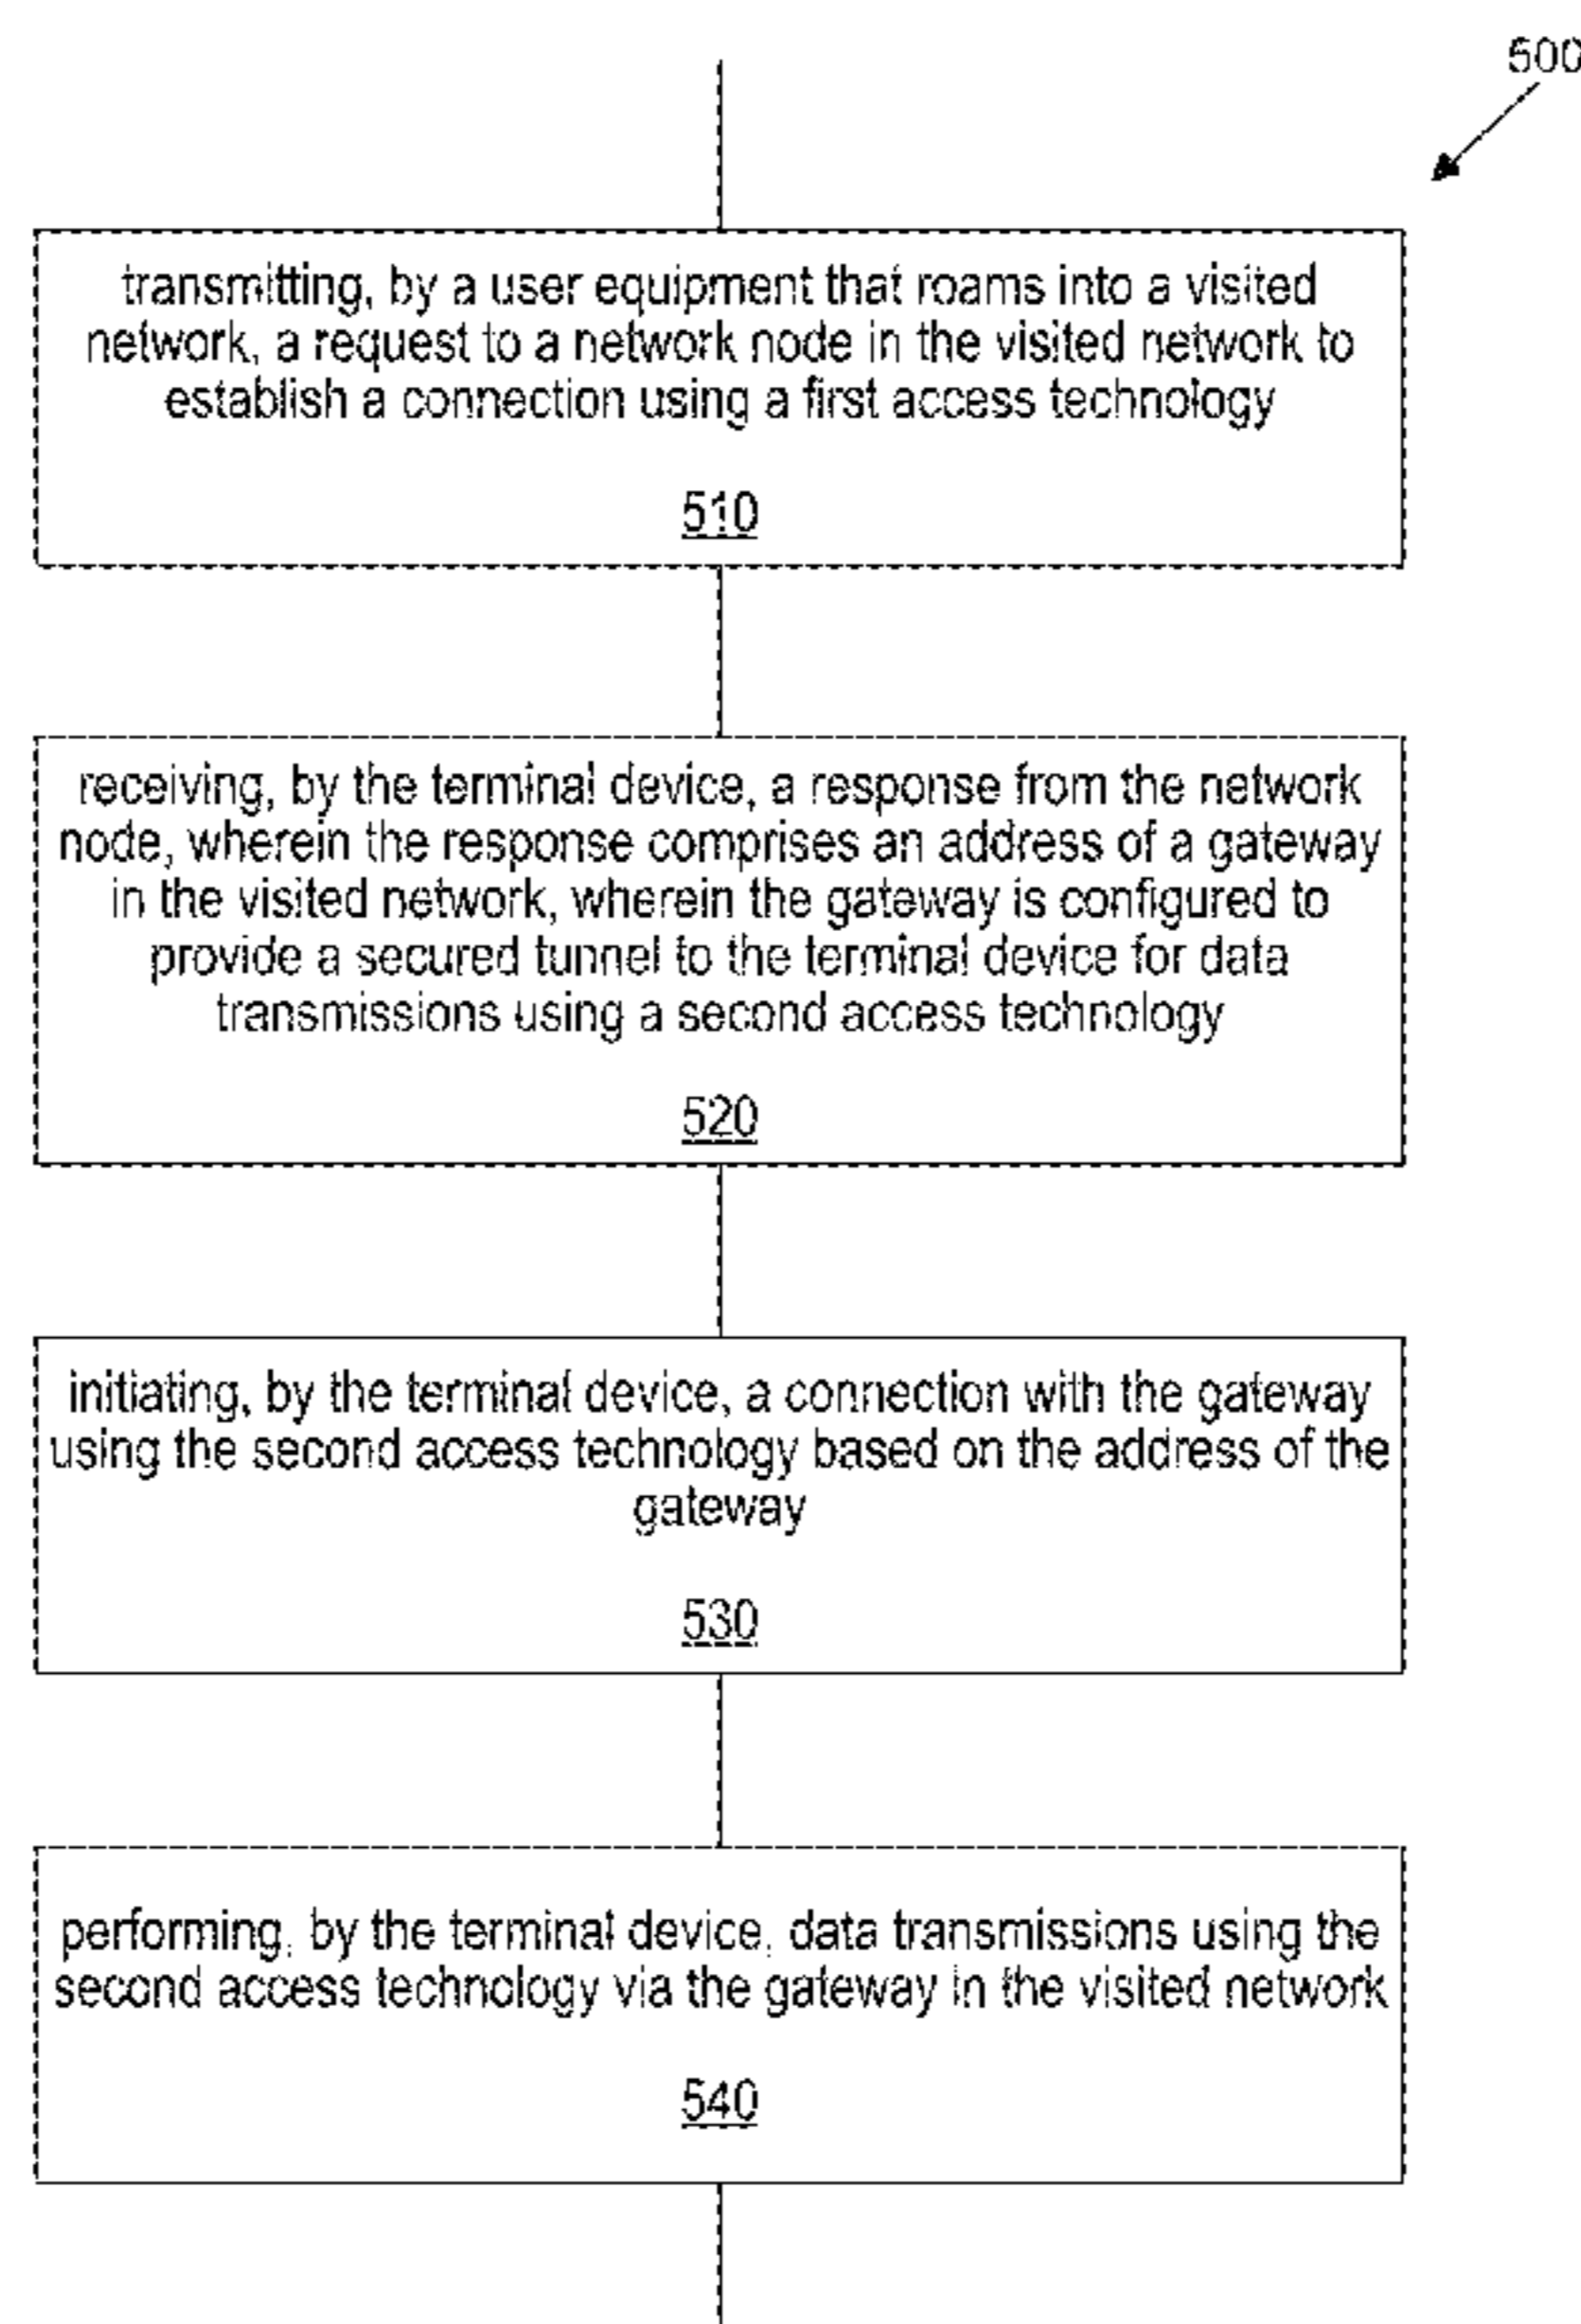 500
transmitting, by a user equipment that roams into a visited
network, a request to a network node in the visited network to
establish a connection using a first access technology
510
receiving, by the terminal device, a response from the network
node, wherein the response comprises an address of a gateway
in the visited network, wherein the gateway is configured to
provide a secured tunnel to the terminal device for data
transmissions using a second access technology
520
initiating, by the terminal device, a connection with the gateway
using the second access technology based on the address of the
gateway
530
performing, by the terminal device, data transmissions using the
second access technology via the gateway in the visited network
540